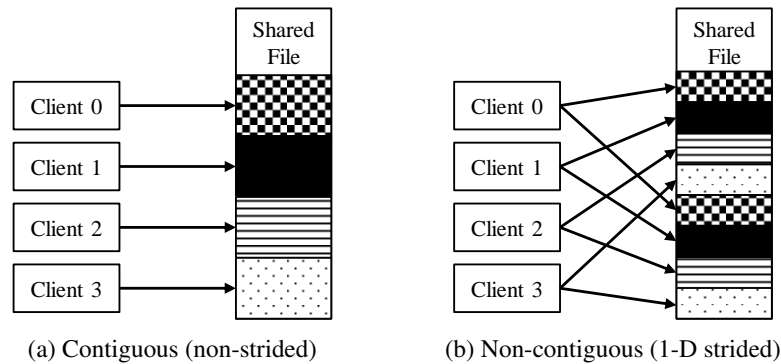 Shared
File
Client 0
Client 1
Client 2
Client 3
(a) Contiguous (non-strided)
Shared
File
Client 0
Client 1
Client 2
Client 3
(b) Non-contiguous (1-D strided)